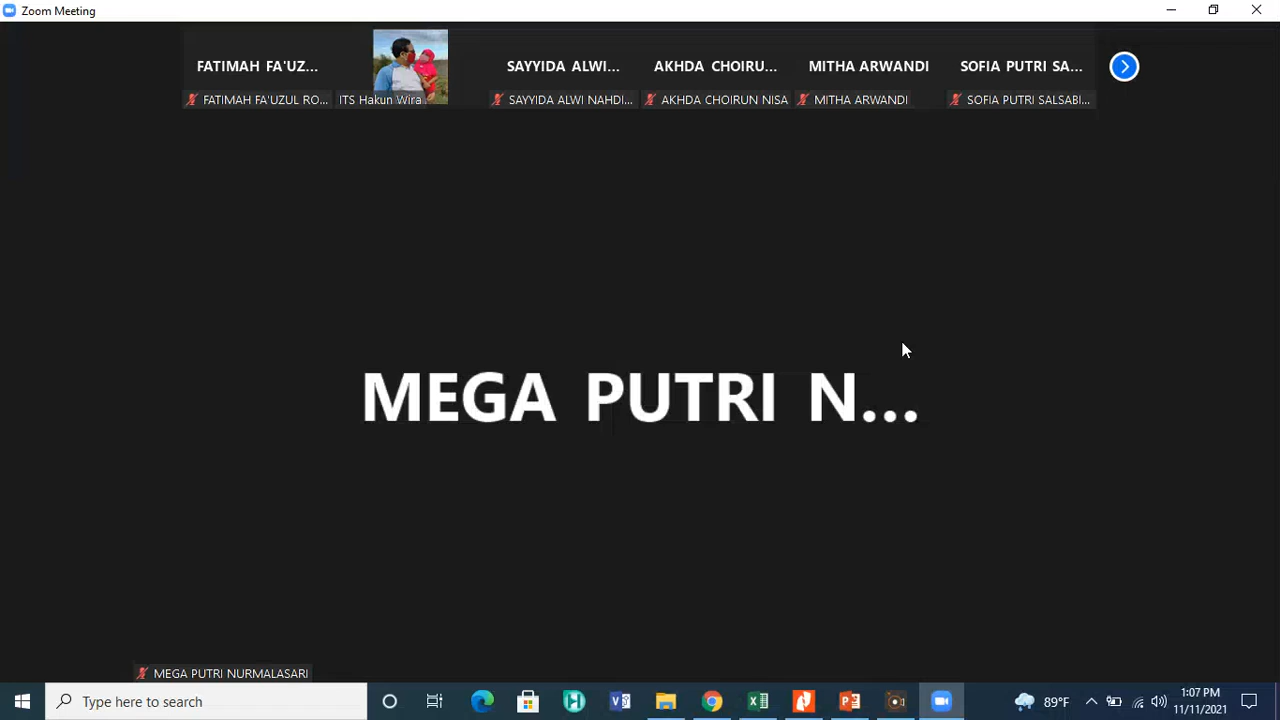 Zoom Meeting
FATIMAH FA'UZ...
SAYYIDA ALWI...
AKHDA CHOIRU...
MITHA ARWANDI
SOFIA PUTRI SA...
FATIMAH FA'UZUL RO...
ITS Hakun Wira
SAYYIDA ALWI NAHDI...
AKHDA CHOIRUN NISA
MITHA ARWANDI
SOFIA PUTRI SALSABI...
MEGA PUTRI N...
MEGA PUTRI NURMALASARI
Type here to search
89°F
1:07 PM
11/11/2021